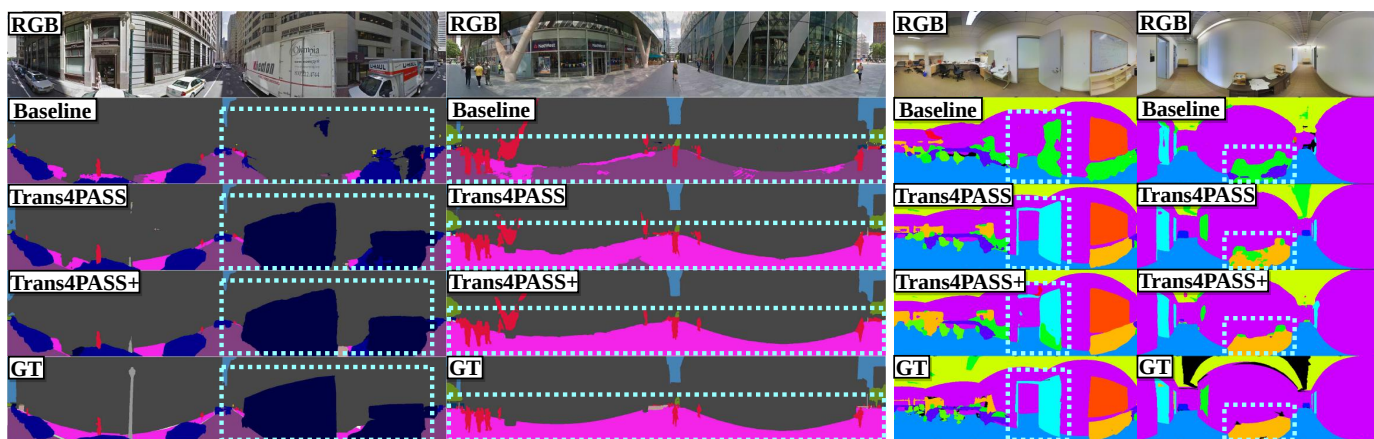 RGB RGB RGB RGB
Baseline Baseline Baseline Baseline
Trans4PASS Trans4PASS Trans4PASS Trans4PASS
Trans4PASS+ Trans4PASS+ Trans4PASS+ Trans4PASS+
GT GT GT GT